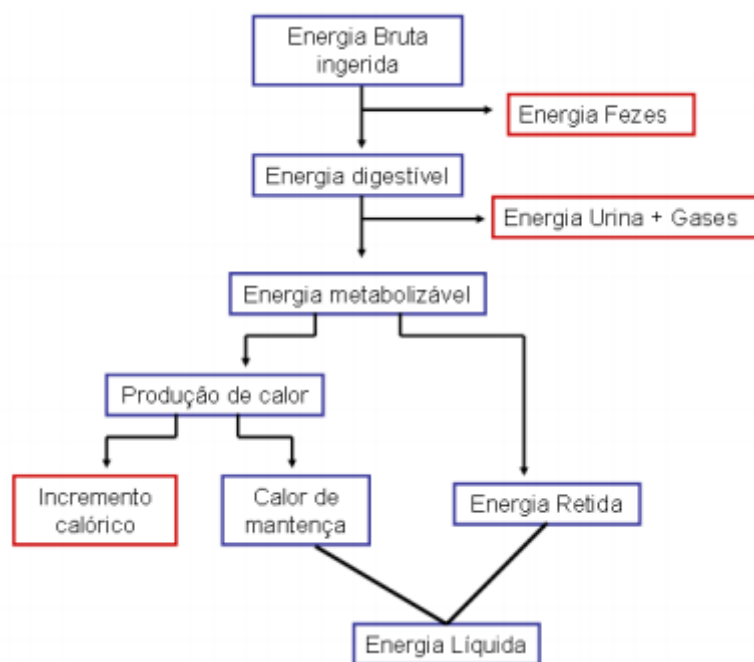 Energia Bruta
ingerida
Energia Fezes
Energia digestível
Energia Urina + Gases
Energia metabolizável
Produção de calor
Incremento
calórico
Calor de
mantença
Energia Retida
Energia Líquida